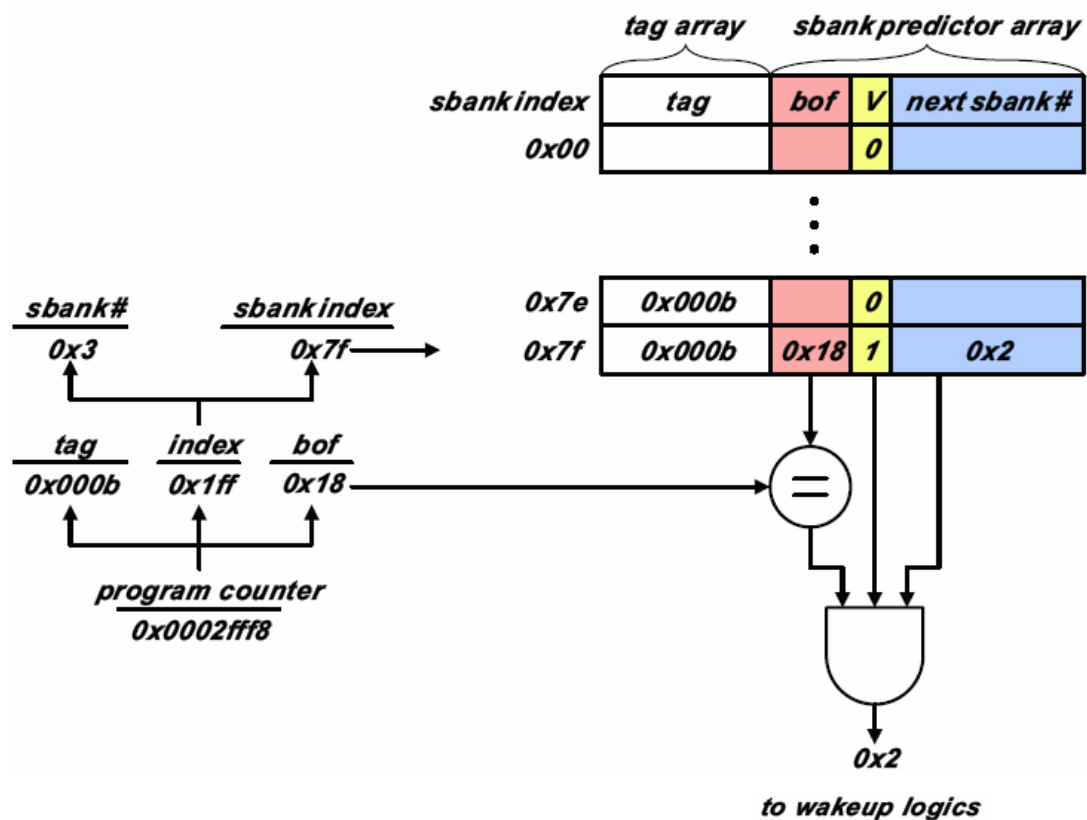 tag array sbank predictor array
sbank index tag bof V next sbank#
0x00 0
0x7e 0x000b 0
0x7f 0x000b 0x18 1 0x2
sbank# sbank index
0x3 0x7f
tag index bof
0x000b 0x1ff 0x18
=
program counter
0x0002fff8
0x2
to wakeup logics